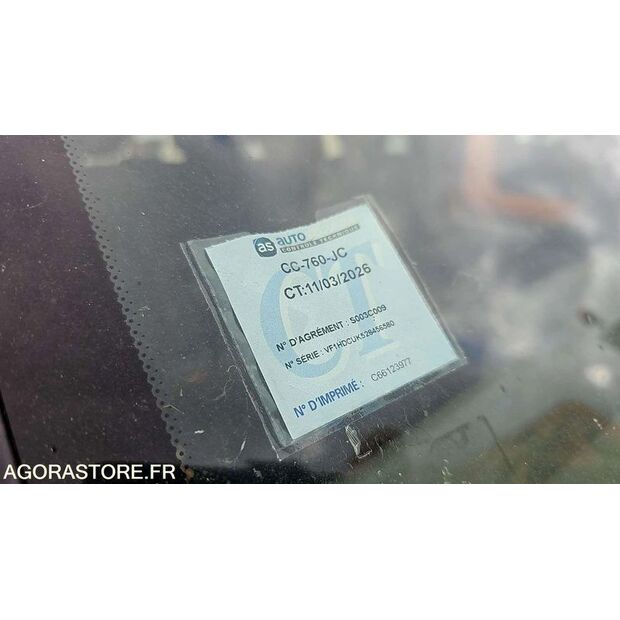 as auto
CONTRÔLE TECHNIQUE
CC-760-JC
CT:11/03/2026
CT
N° D'AGRÉMENT : S003C009
N° SÉRIE : VF1HDCUK528456580
N° D'IMPRIMÉ : C66123977
AGORASTORE.FR